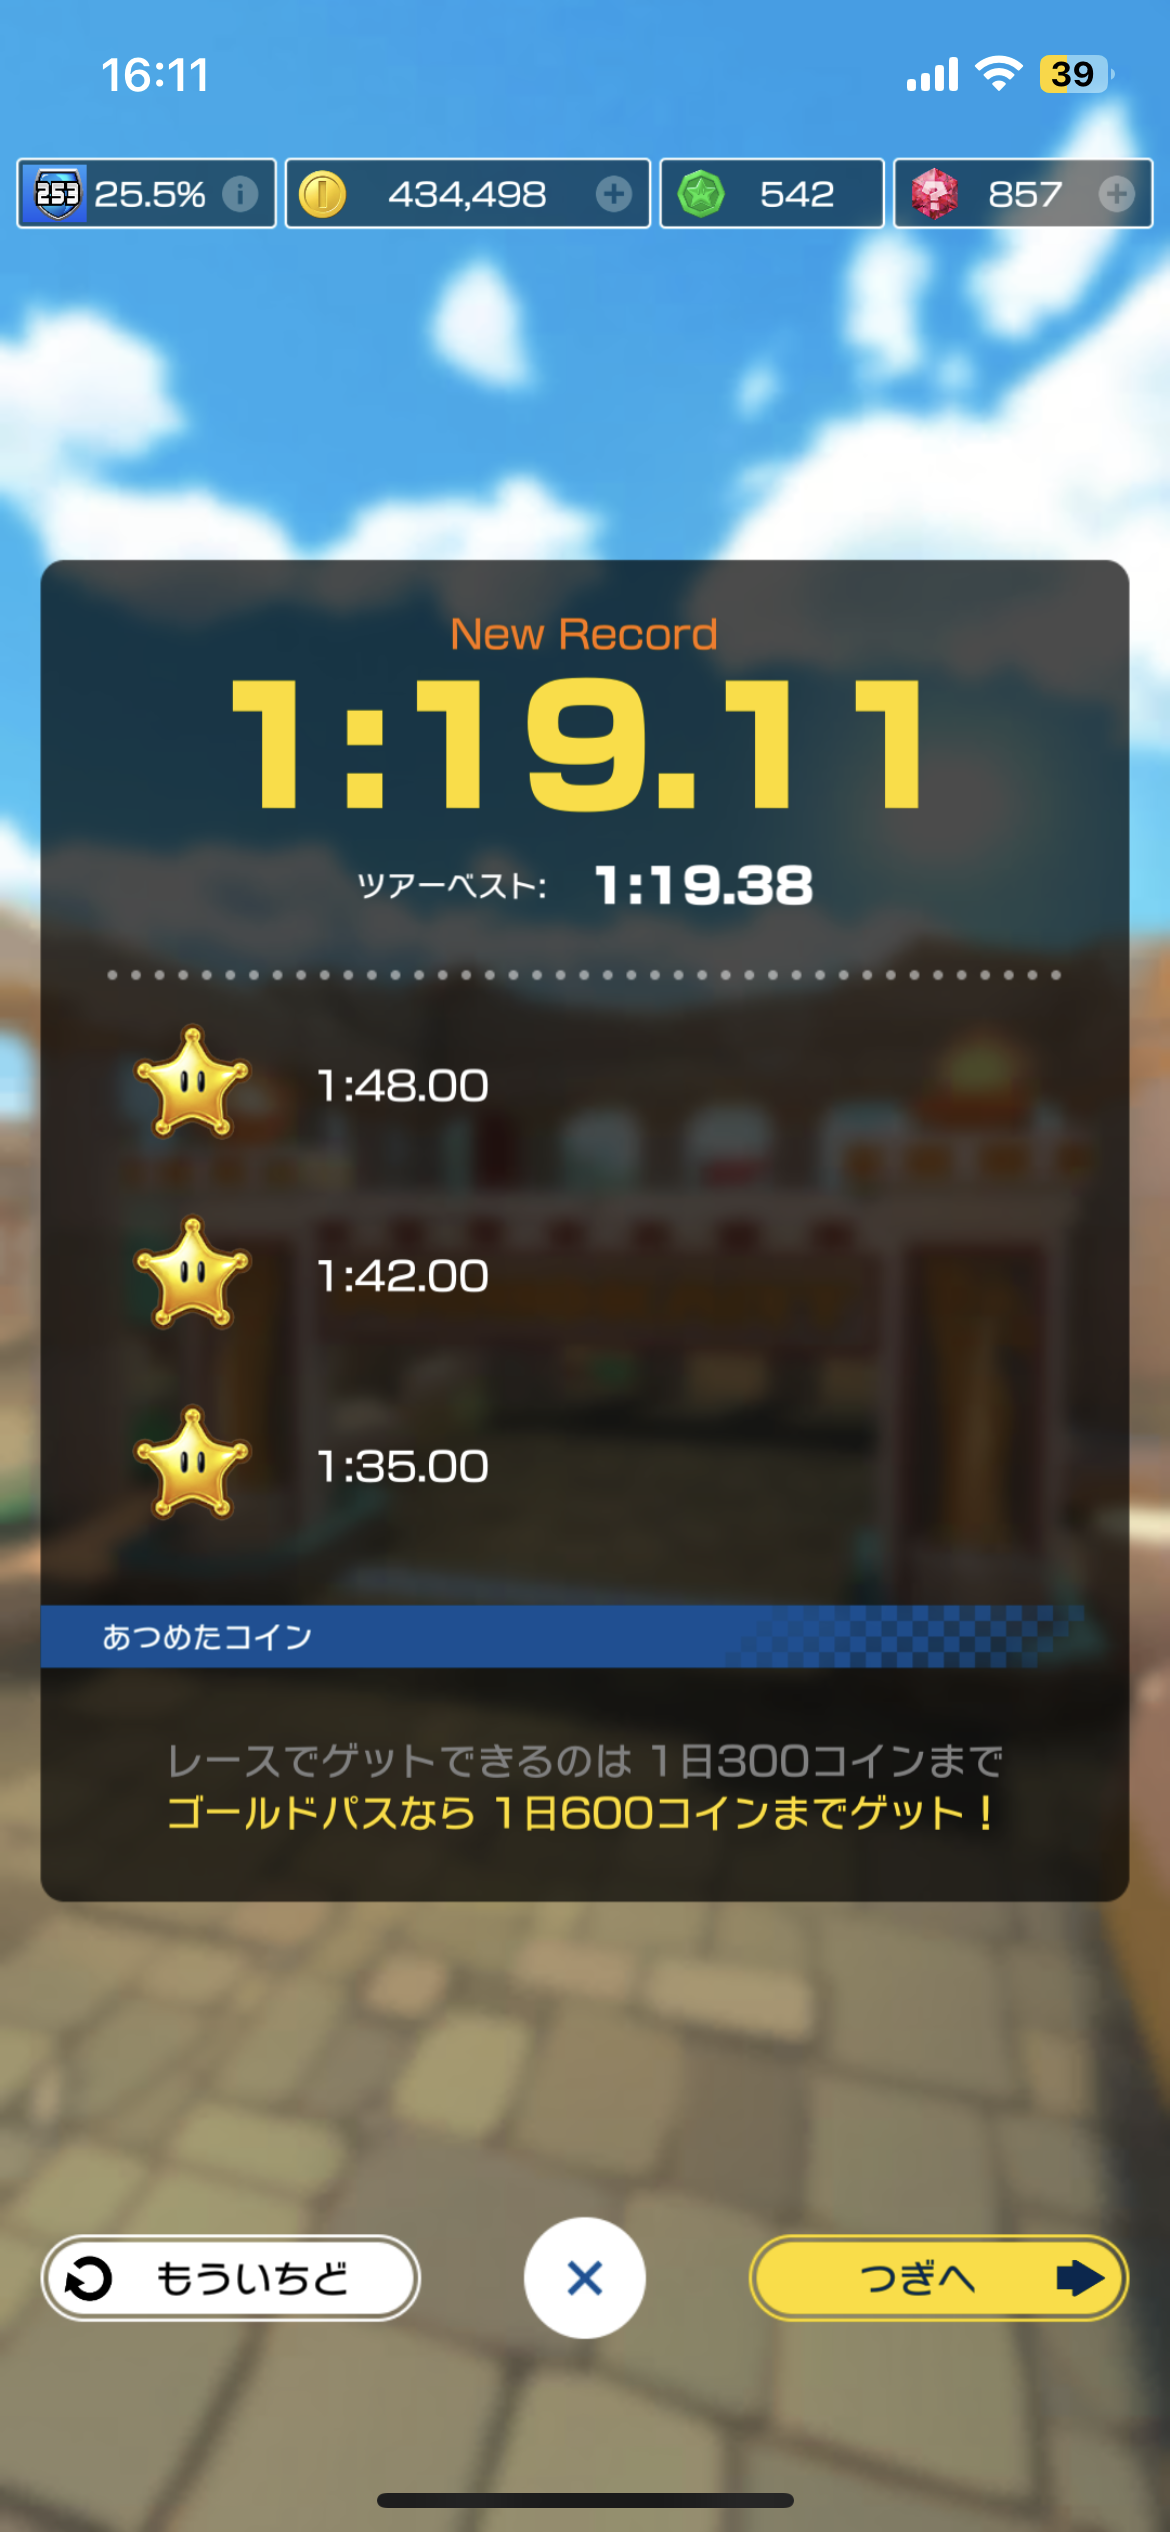 16:11
39
253 25.5% i 434,498 + 542 857 +
New Record
1:19.11
ツアーベスト: 1:19.38
1:48.00
1:42.00
1:35.00
あつめたコイン
レースでゲットできるのは 1日300コインまで
ゴールドパスなら 1日600コインまでゲット！
もういちど × つぎへ